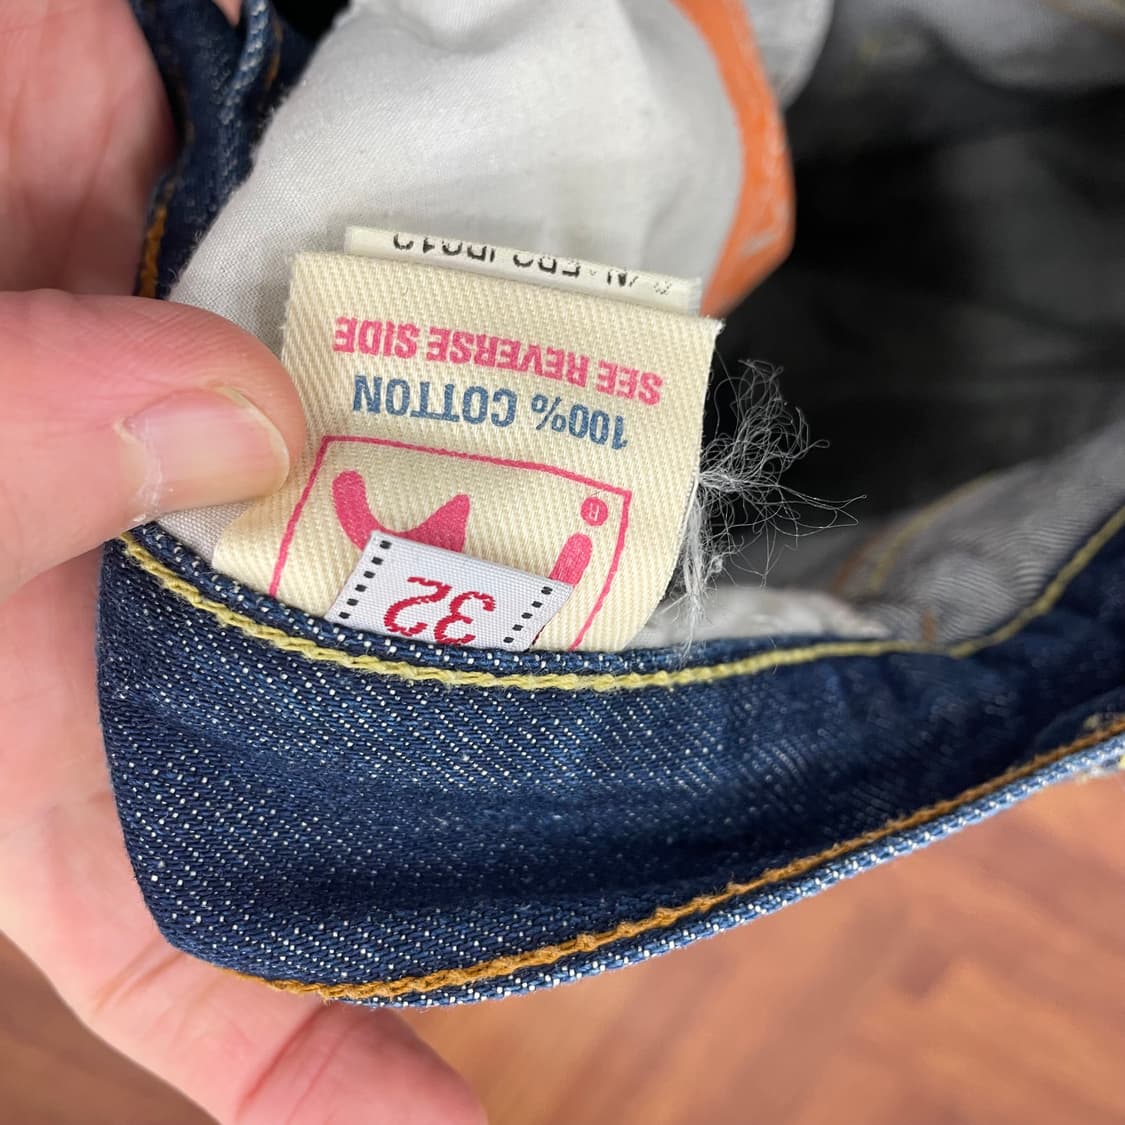 32
®
100% COTTON
SEE REVERSE SIDE